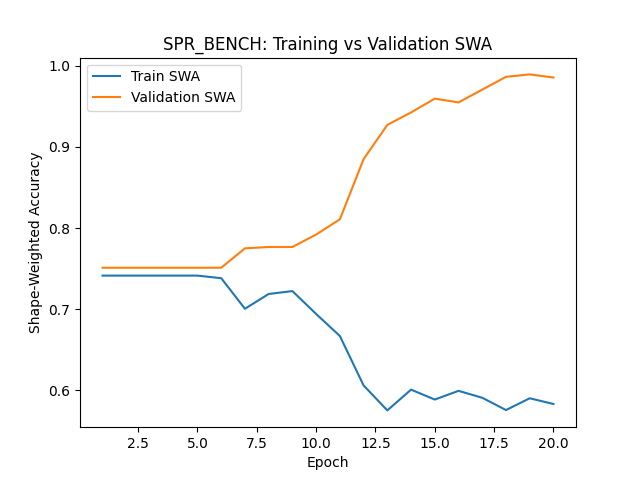 SPR_BENCH: Training vs Validation SWA
Train SWA
Validation SWA
Shape-Weighted Accuracy
1.0
0.9
0.8
0.7
0.6
2.5 5.0 7.5 10.0 12.5 15.0 17.5 20.0
Epoch